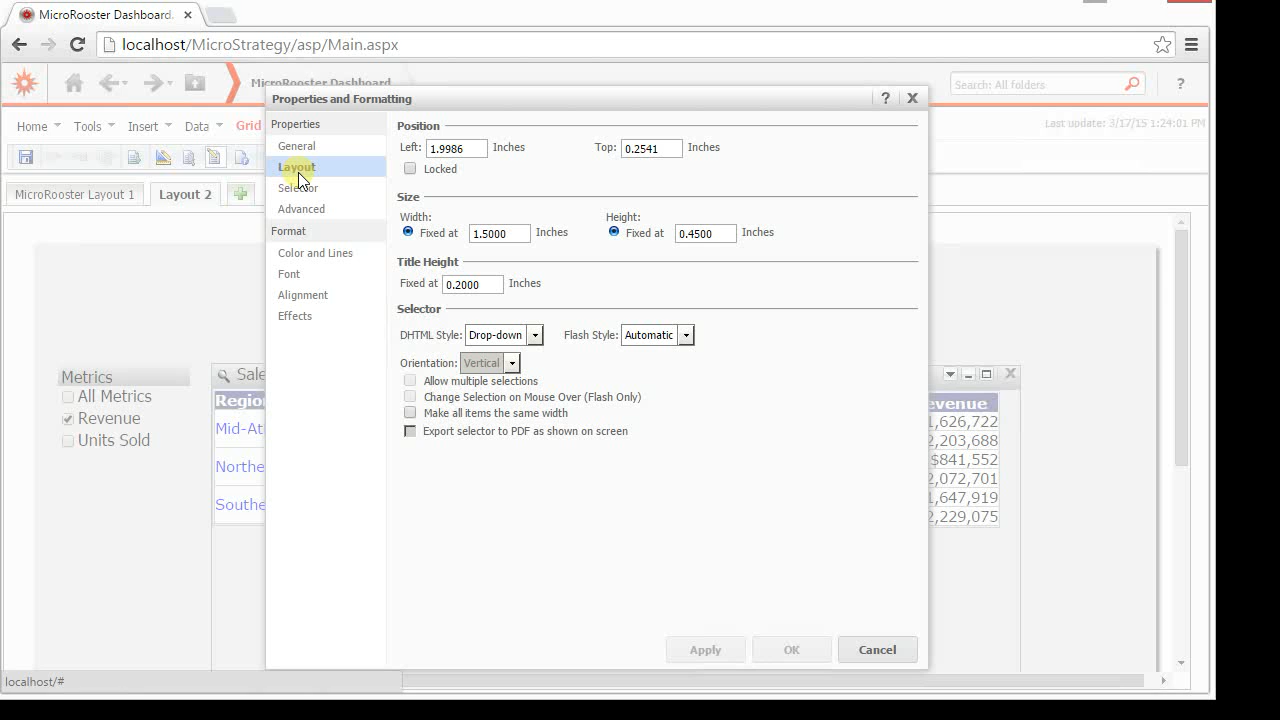 MicroRooster Dashboard.
localhost/MicroStrategy/asp/Main.aspx
MicroRooster Dashboard
Search: All folders
?
Home Tools Insert Data Grid
Last update: 3/17/15 1:24:01 PM
MicroRooster Layout 1 Layout 2
Properties and Formatting
? X
Properties
General
Layout
Selector
Advanced
Format
Color and Lines
Font
Alignment
Effects
Position
Left: 1.9986 Inches Top: 0.2541 Inches
Locked
Size
Width: Height:
Fixed at 1.5000 Inches Fixed at 0.4500 Inches
Title Height
Fixed at 0.2000 Inches
Selector
DHTML Style: Drop-down Flash Style: Automatic
Orientation: Vertical
Allow multiple selections
Change Selection on Mouse Over (Flash Only)
Make all items the same width
Export selector to PDF as shown on screen
Apply OK Cancel
Metrics
All Metrics
Revenue
Units Sold
Sale
Regio
Mid-At
Northe
Southe
evenue
1,626,722
2,203,688
$841,552
2,072,701
1,647,919
2,229,075
localhost/#